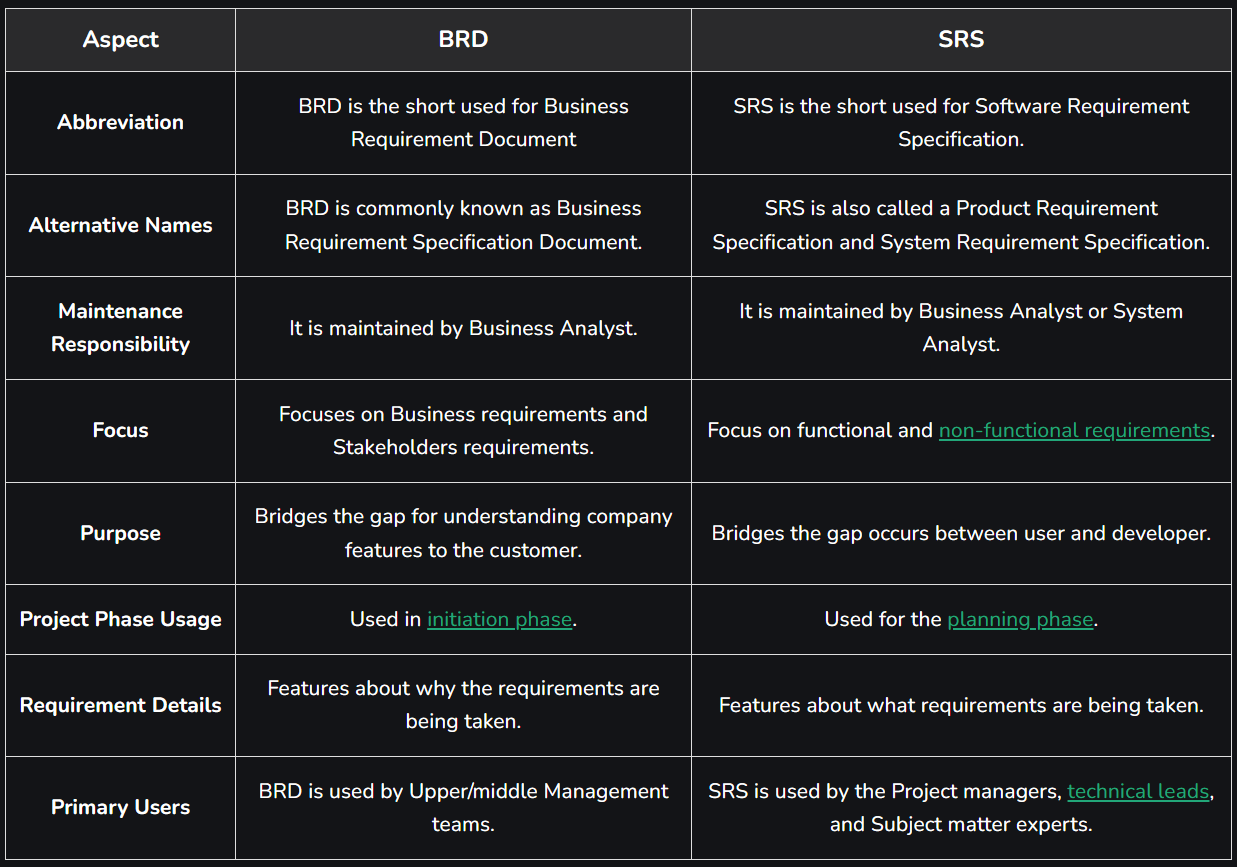 Aspect BRD SRS
Abbreviation
BRD is the short used for Business
Requirement Document
SRS is the short used for Software Requirement
Specification.
Alternative Names
BRD is commonly known as Business
Requirement Specification Document.
SRS is also called a Product Requirement
Specification and System Requirement Specification.
Maintenance
Responsibility
It is maintained by Business Analyst.
It is maintained by Business Analyst or System
Analyst.
Focus
Focuses on Business requirements and
Stakeholders requirements.
Focus on functional and non-functional requirements.
Purpose
Bridges the gap for understanding company
features to the customer.
Bridges the gap occurs between user and developer.
Project Phase Usage
Used in initiation phase.
Used for the planning phase.
Requirement Details
Features about why the requirements are
being taken.
Features about what requirements are being taken.
Primary Users
BRD is used by Upper/middle Management
teams.
SRS is used by the Project managers, technical leads,
and Subject matter experts.